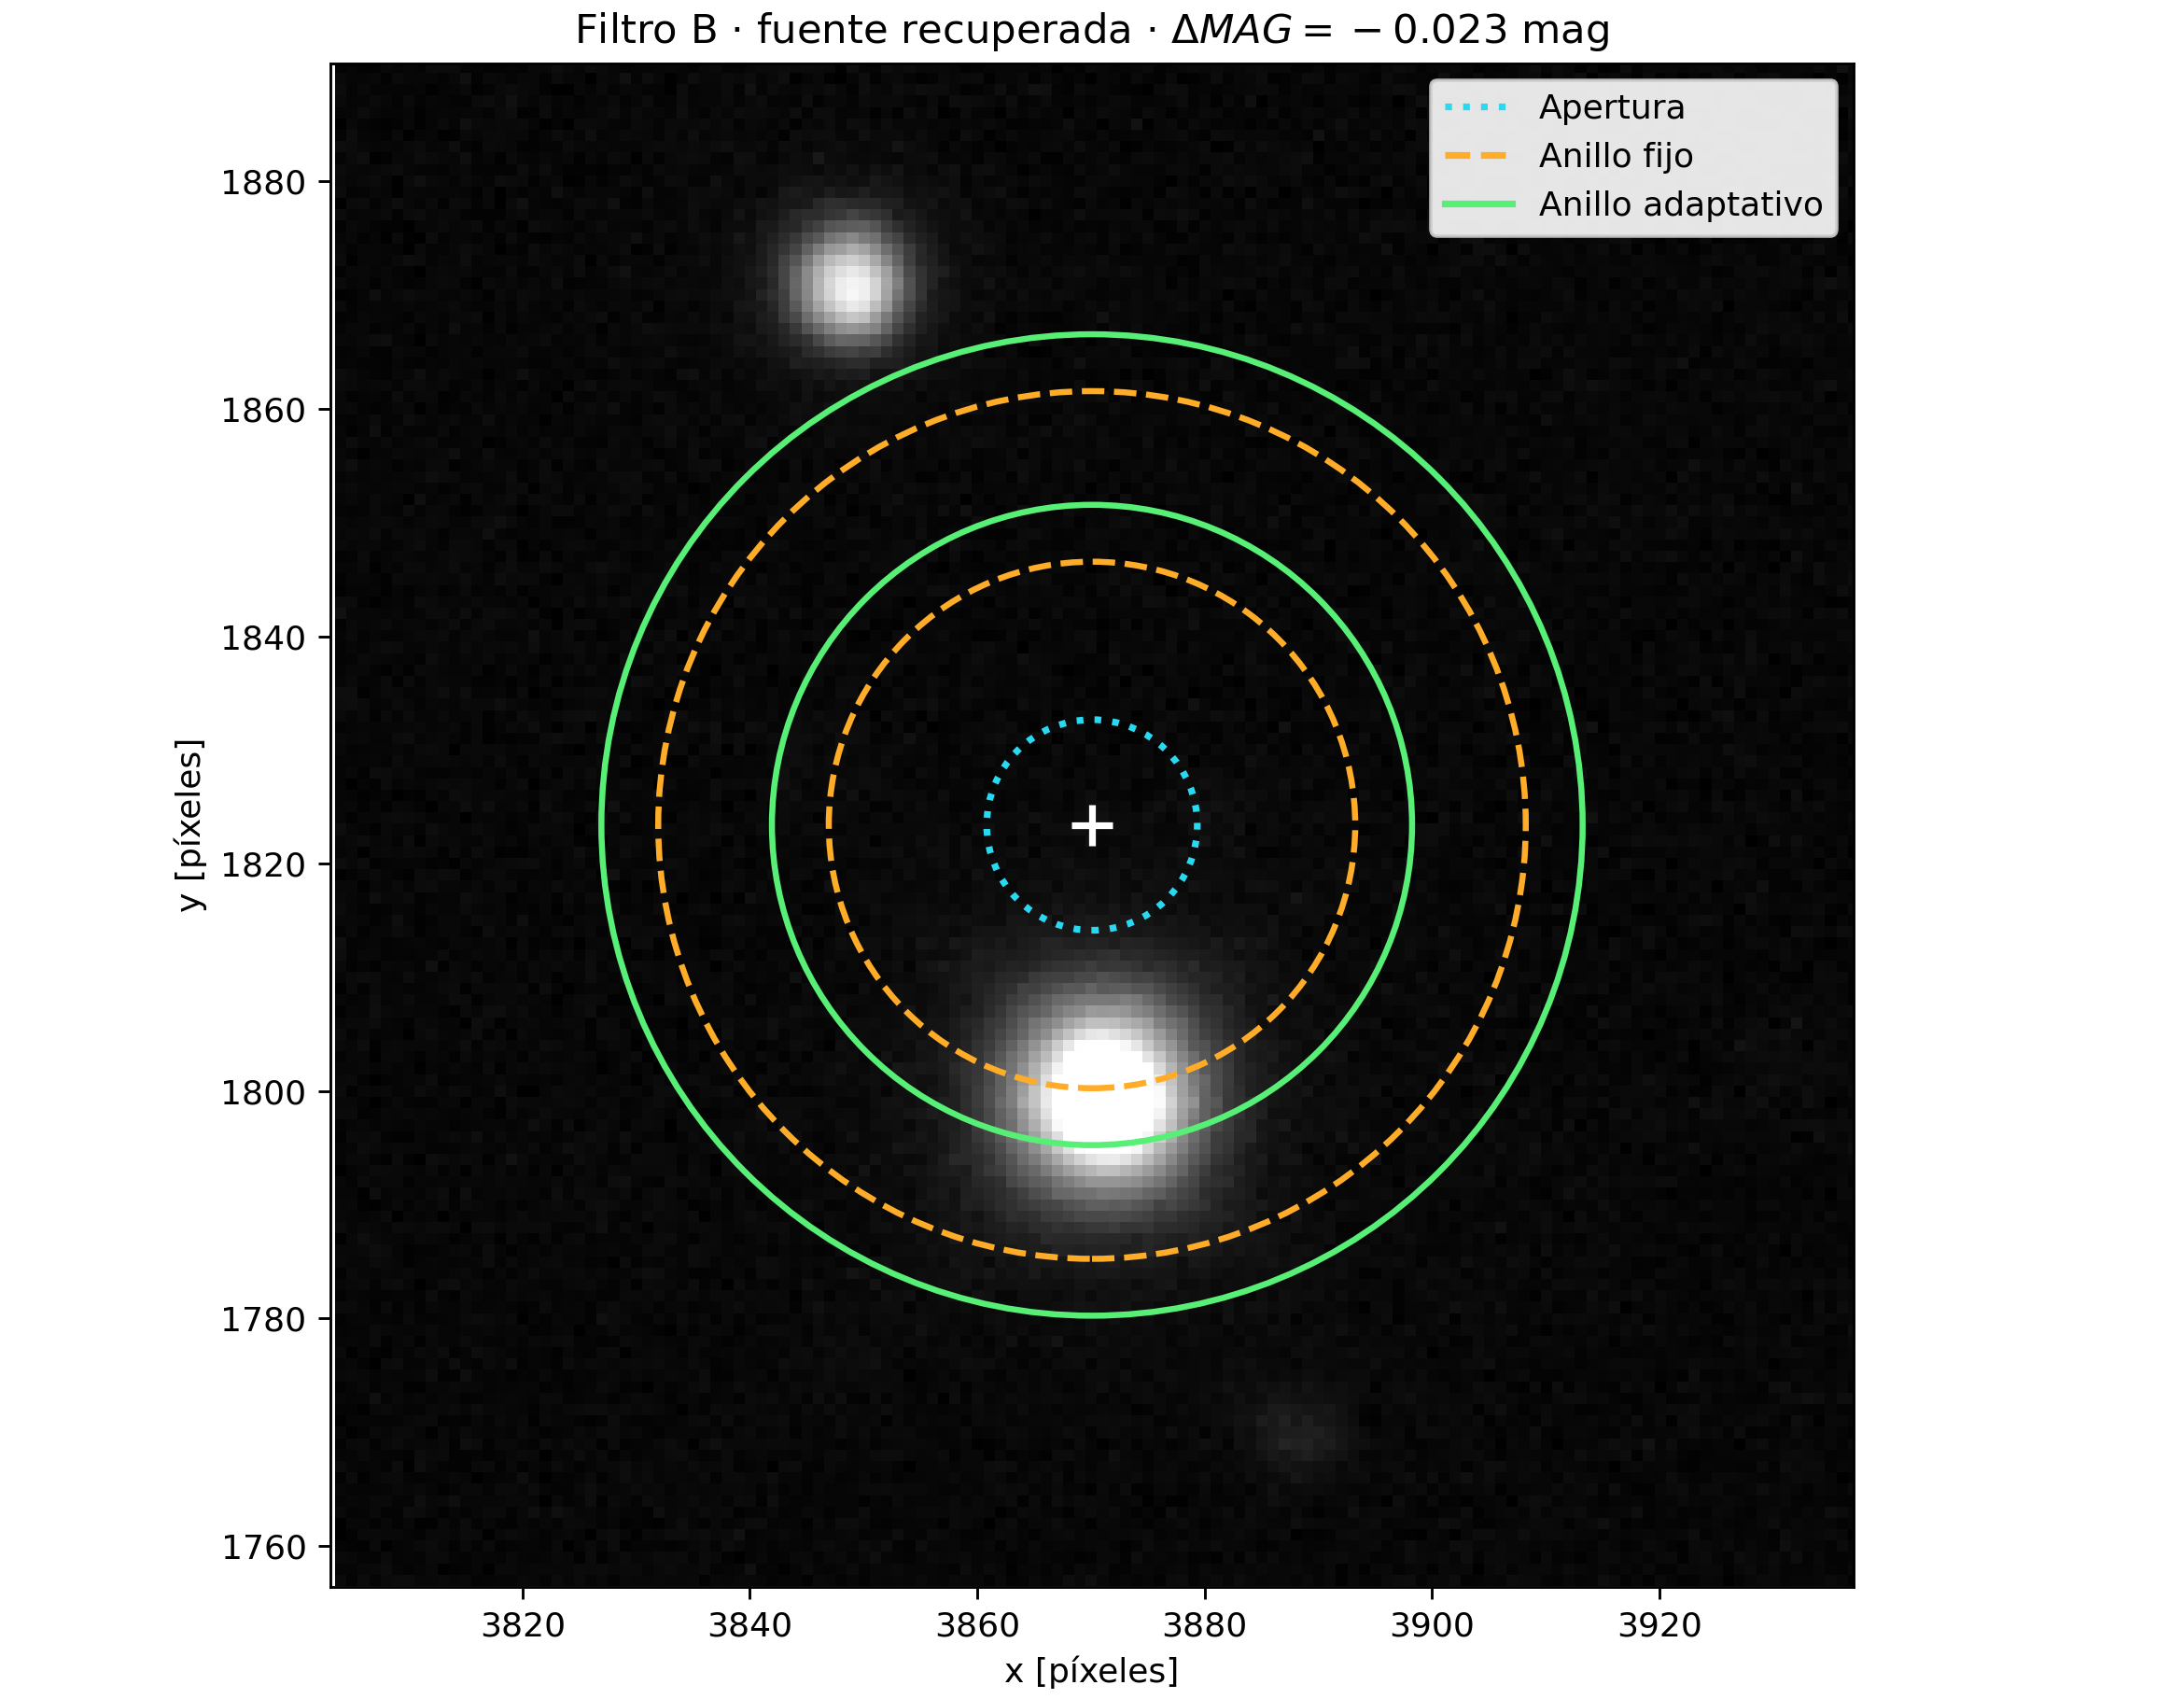 Filtro B · fuente recuperada · ΔMAG = −0.023 mag
Apertura
Anillo fijo
Anillo adaptativo
1880
1860
1840
1820
1800
1780
1760
y [píxeles]
3820 3840 3860 3880 3900 3920
x [píxeles]